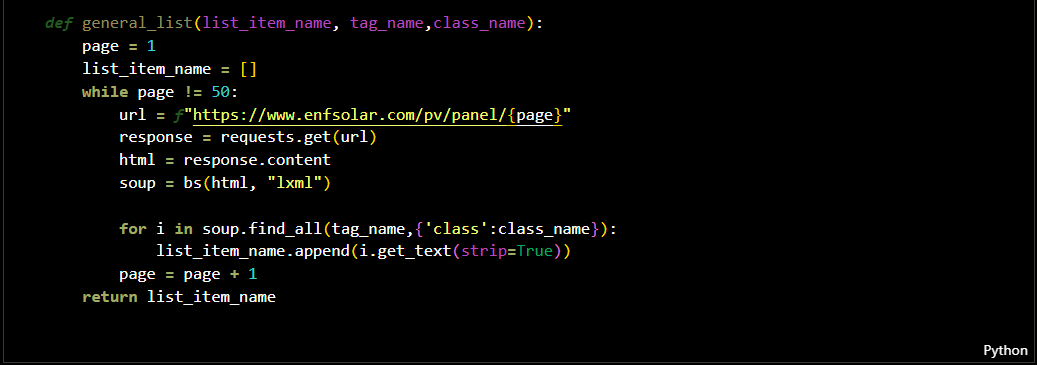 def general_list(list_item_name, tag_name,class_name):
    page = 1
    list_item_name = []
    while page != 50:
        url = f"https://www.enfsolar.com/pv/panel/{page}"
        response = requests.get(url)
        html = response.content
        soup = bs(html, "lxml")

        for i in soup.find_all(tag_name,{'class':class_name}):
            list_item_name.append(i.get_text(strip=True))
        page = page + 1
    return list_item_name
Python